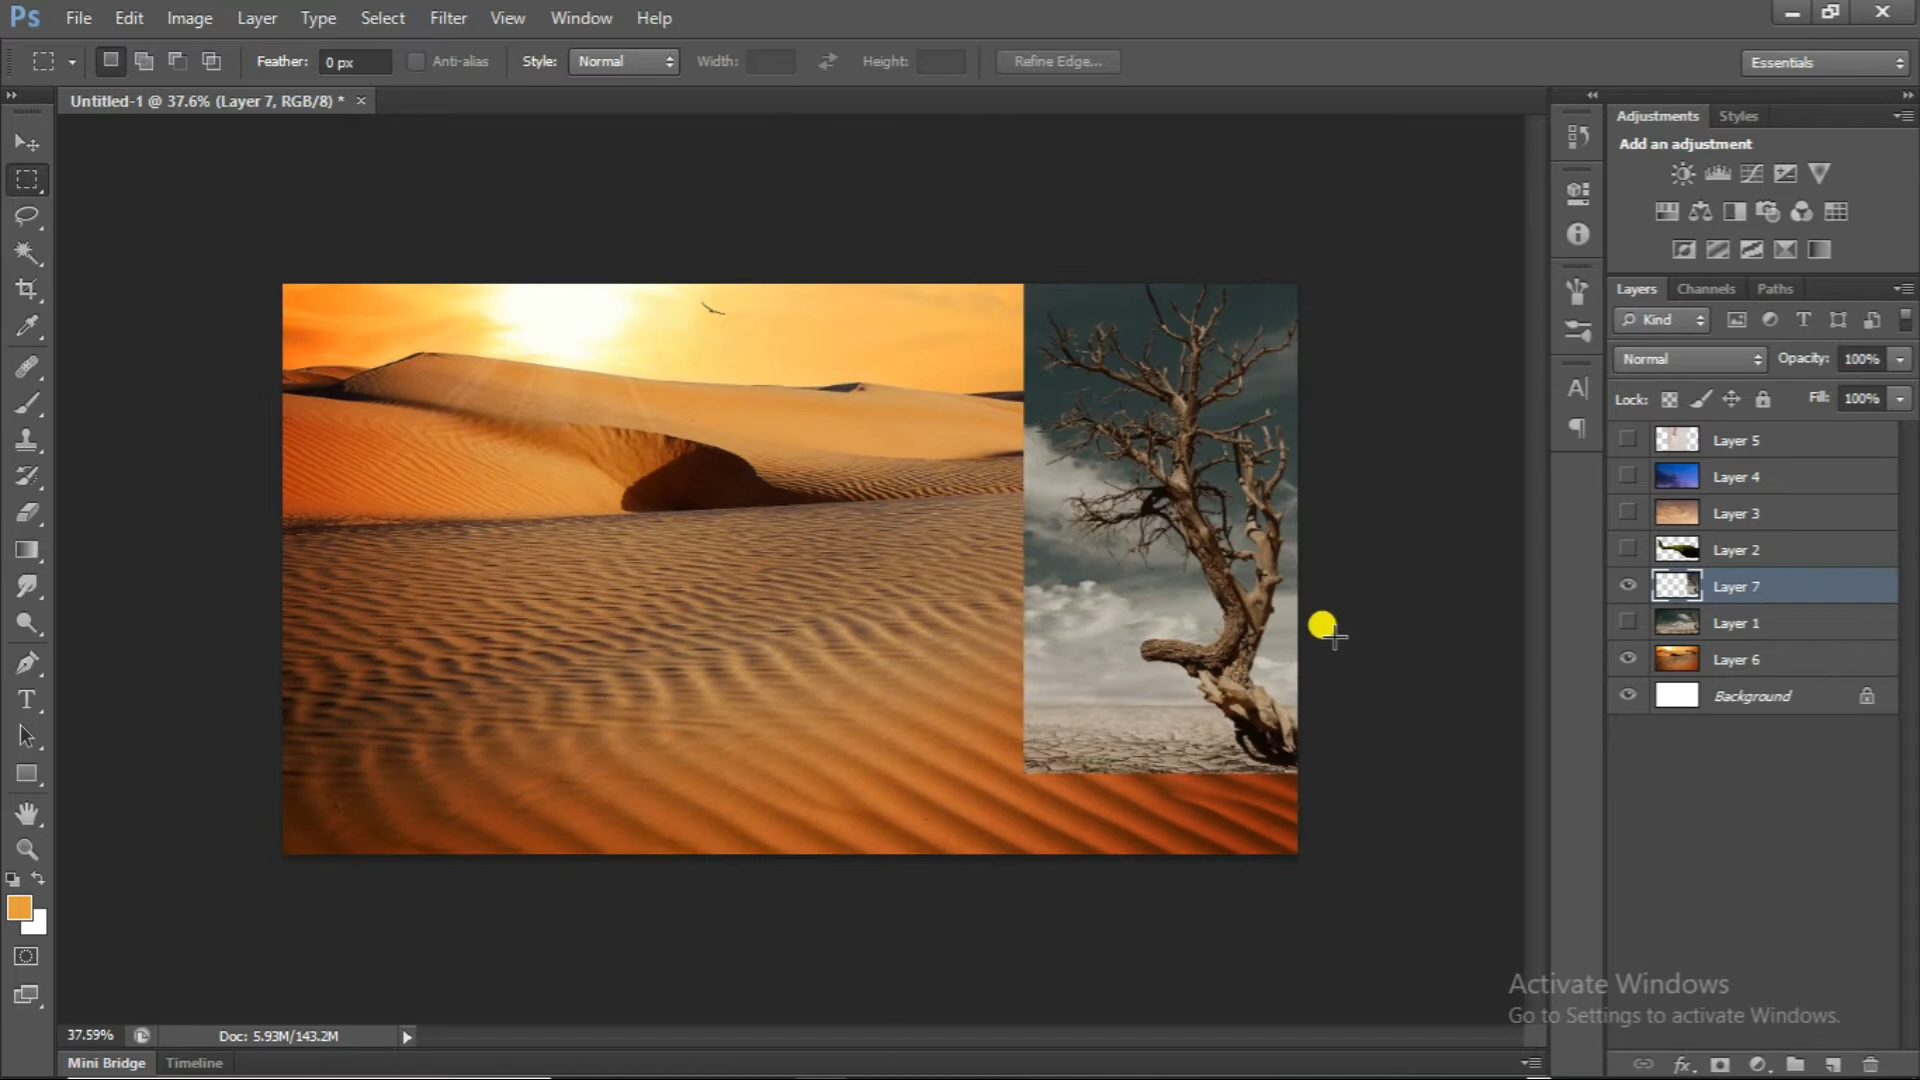 Ps File Edit Image Layer Type Select Filter View Window Help
Feather: 0 px Anti-alias Style: Normal Width: Height: Refine Edge... Essentials
Untitled-1 @ 37.6% (Layer 7, RGB/8) * ×
Adjustments Styles
Add an adjustment
Layers Channels Paths
Kind
Normal Opacity: 100%
Lock: Fill: 100%
Layer 5
Layer 4
Layer 3
Layer 2
Layer 7
Layer 1
Layer 6
Background
Activate Windows
Go to Settings to activate Windows.
37.59% Doc: 5.93M/143.2M
Mini Bridge Timeline